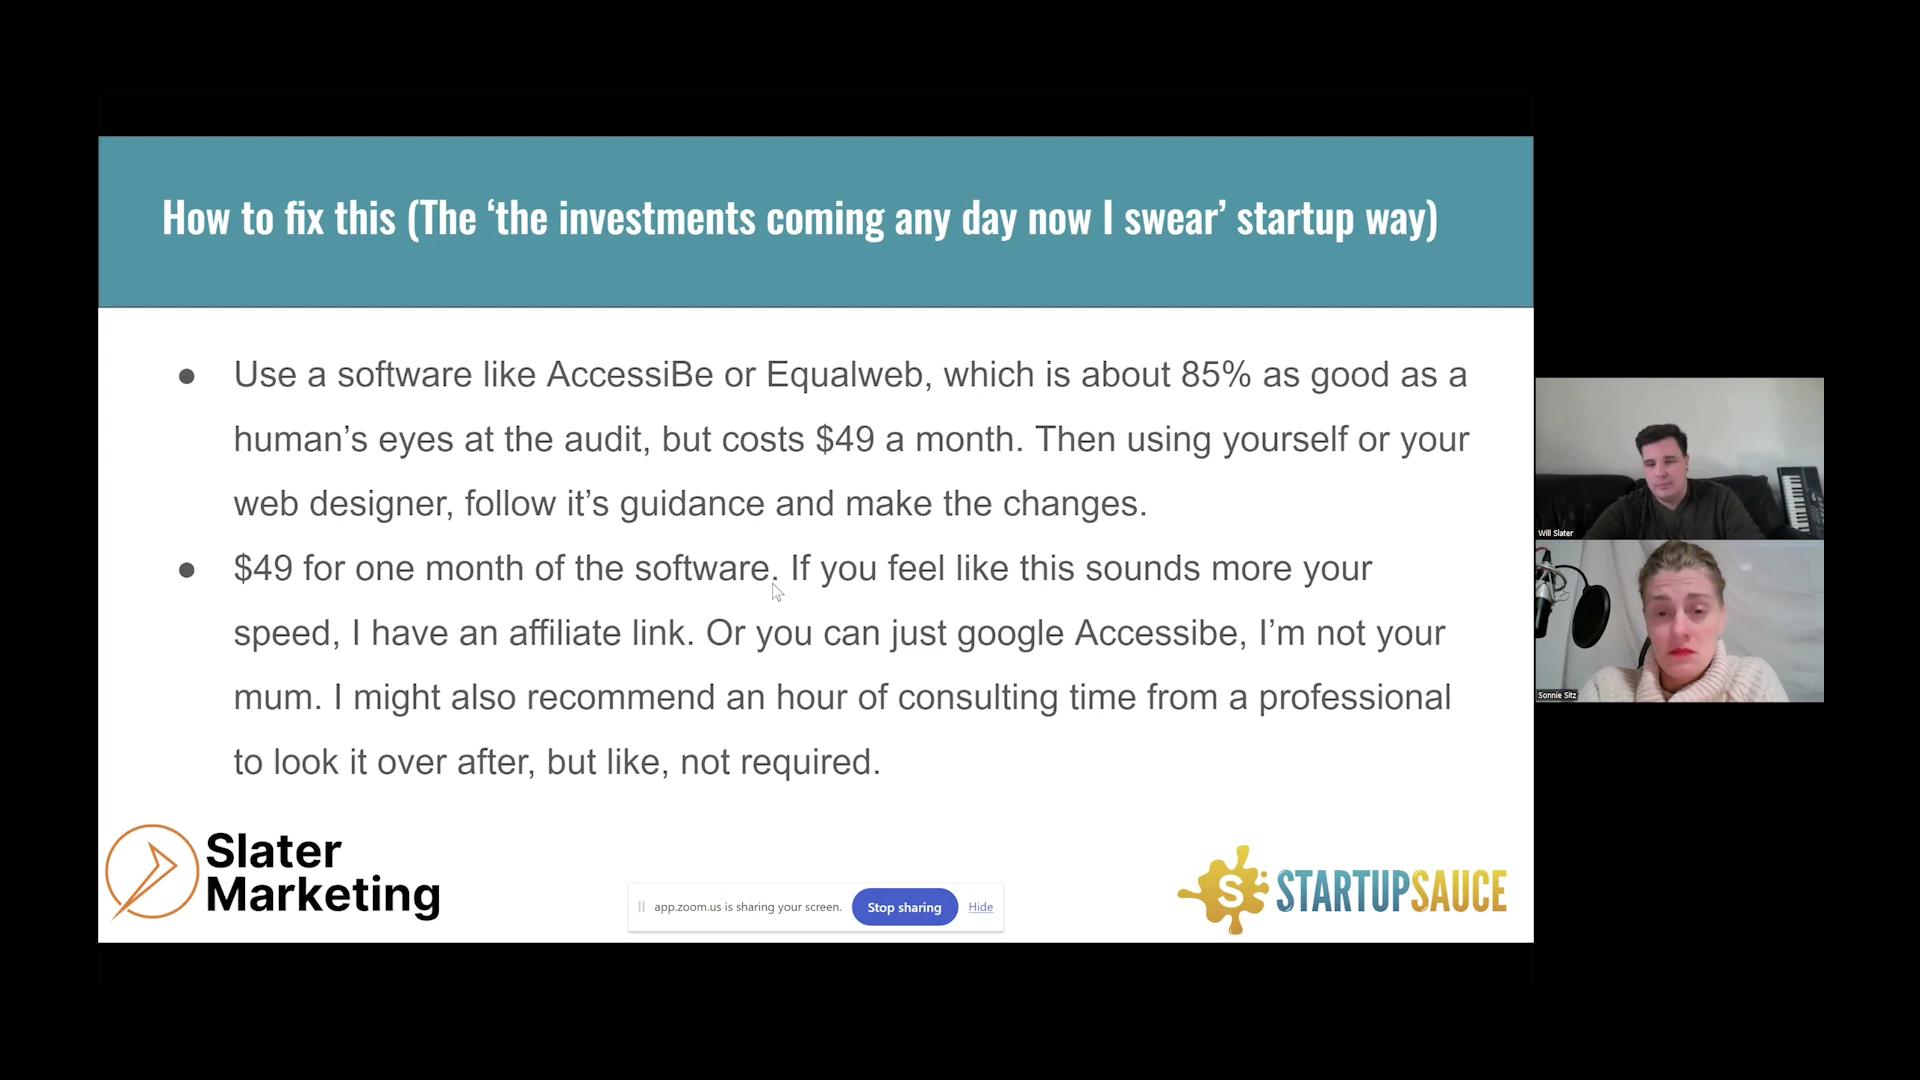 How to fix this (The ‘the investments coming any day now I swear’ startup way)
● Use a software like AccessiBe or Equalweb, which is about 85% as good as a
human’s eyes at the audit, but costs $49 a month. Then using yourself or your
web designer, follow it’s guidance and make the changes.
● $49 for one month of the software. If you feel like this sounds more your
speed, I have an affiliate link. Or you can just google Accessibe, I’m not your
mum. I might also recommend an hour of consulting time from a professional
to look it over after, but like, not required.
Slater
Marketing
app.zoom.us is sharing your screen.
Stop sharing
Hide
S STARTUPSAUCE
Will Slater
Sonnie Sitz